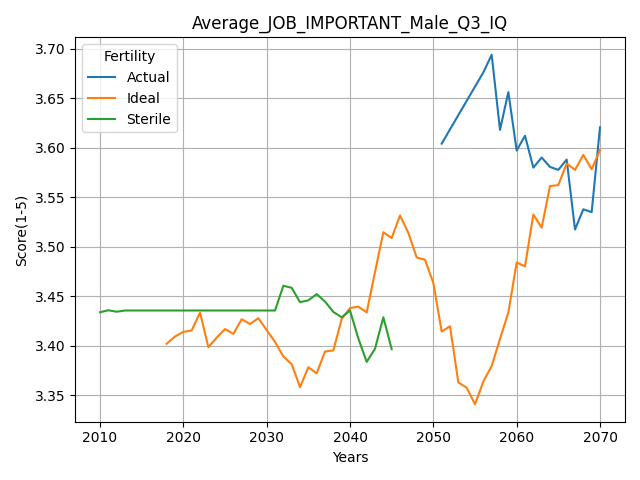 Average_JOB_IMPORTANT_Male_Q3_IQ
Fertility
Actual
Ideal
Sterile
Score(1-5)
3.70
3.65
3.60
3.55
3.50
3.45
3.40
3.35
2010 2020 2030 2040 2050 2060 2070
Years